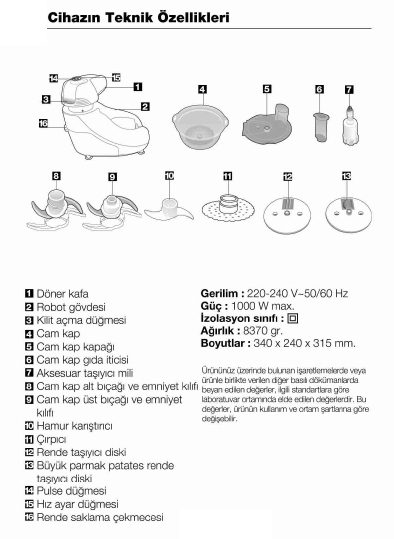 Cihazın Teknik Özellikleri
14 15
1
3
2
16
4 5 6 7
8 9 10 11 12 13
1 Döner kafa
2 Robot gövdesi
3 Kilit açma düğmesi
4 Cam kap
5 Cam kap kapağı
6 Cam kap gıda iticisi
7 Aksesuar taşıyıcı mili
8 Cam kap alt bıçağı ve emniyet kılıfı
9 Cam kap üst bıçağı ve emniyet
kılıfı
10 Hamur karıştırıcı
11 Çırpıcı
12 Rende taşıyıcı diski
13 Büyük parmak patates rende
taşıyıcı diski
14 Pulse düğmesi
15 Hız ayar düğmesi
16 Rende saklama çekmecesi
Gerilim : 220-240 V~50/60 Hz
Güç : 1000 W max.
İzolasyon sınıfı :
Ağırlık : 8370 gr.
Boyutlar : 340 x 240 x 315 mm.
Ürününüz üzerinde bulunan işaretlemelerde veya
ürünle birlikte verilen diğer basılı dökümanlarda
beyan edilen değerler, ilgili standartlara göre
laboratuvar ortamında elde edilen değerlerdir. Bu
değerler, ürünün kullanım ve ortam şartlarına göre
değişebilir.